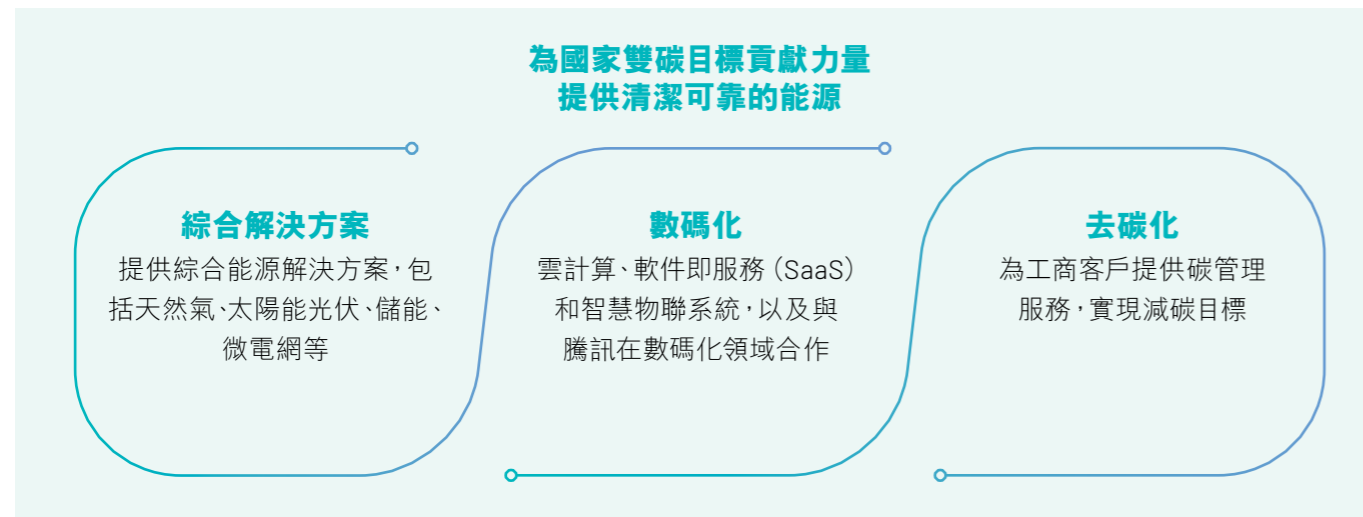 為國家雙碳目標貢獻力量
提供清潔可靠的能源
綜合解決方案
提供綜合能源解決方案，包
括天然氣、太陽能光伏、儲能、
微電網等
數碼化
雲計算、軟件即服務（SaaS）
和智慧物聯系統，以及與
騰訊在數碼化領域合作
去碳化
為工商客戶提供碳管理
服務，實現減碳目標